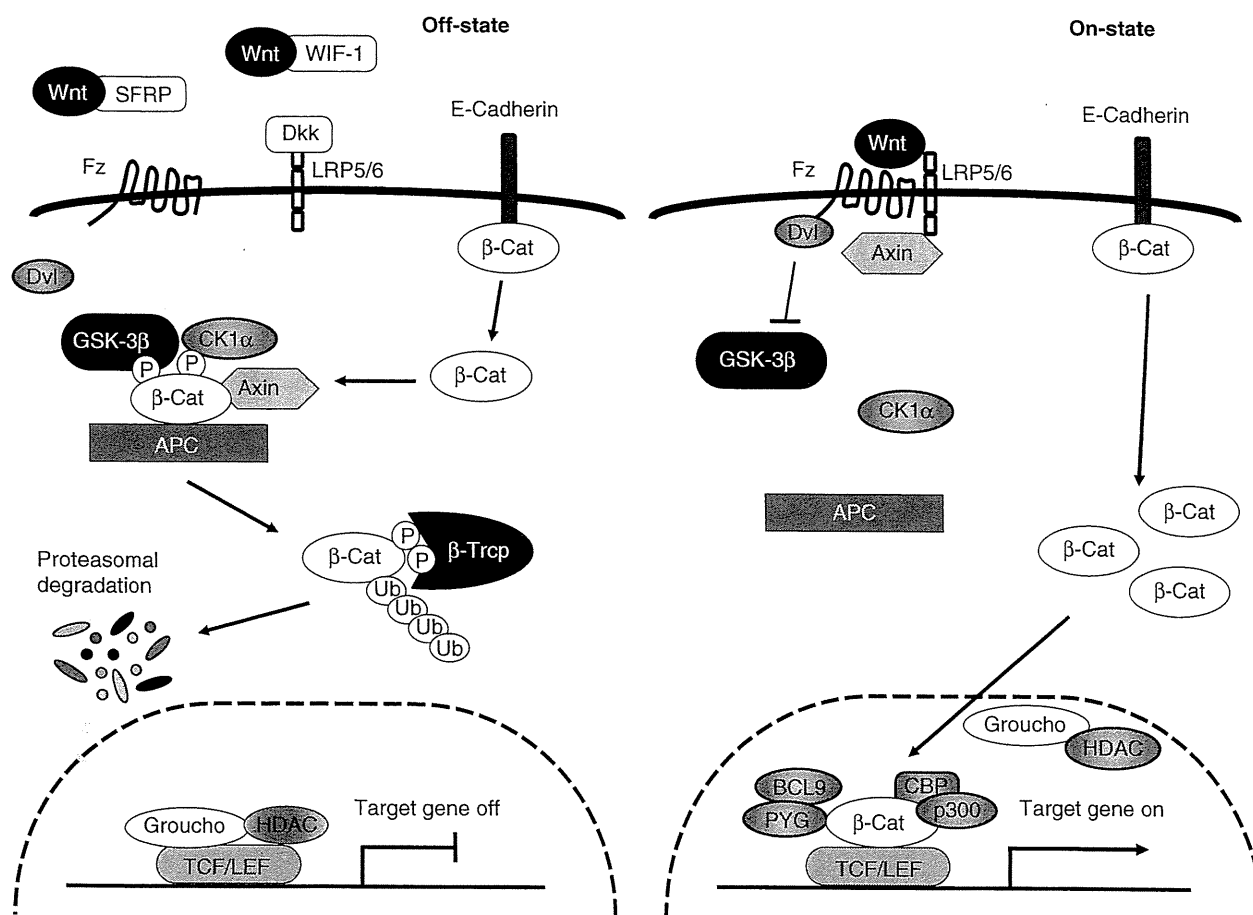 Off-state
Wnt WIF-1
Wnt SFRP
E-Cadherin
Dkk
Fz
LRP5/6
β-Cat
Dvl
GSK-3β
CK1α
P
P
β-Cat
Axin
β-Cat
APC
β-Cat
P
P
β-Trcp
Ub
Ub
Ub
Ub
Proteasomal
degradation
Groucho
HDAC
TCF/LEF
Target gene off
On-state
E-Cadherin
Wnt
Fz
LRP5/6
Dvl
Axin
β-Cat
GSK-3β
CK1α
APC
β-Cat
β-Cat
β-Cat
Groucho
HDAC
BCL9
CBP
PYG
β-Cat
p300
Target gene on
TCF/LEF